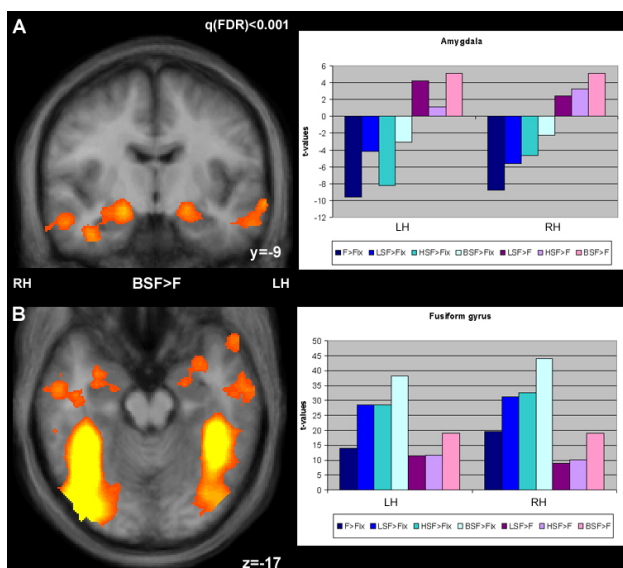 A
q(FDR)<0.001
y=-9
RH
BSF>F
LH
Amygdala
6
4
2
0
-2
-4
-6
-8
-10
-12
t-values
LH
RH
F>Fix LSF>Fix HSF>Fix BSF>Fix LSF>F HSF>F BSF>F
B
z=-17
Fusiform gyrus
50
45
40
35
30
25
20
15
10
5
0
t-values
LH
RH
F>Fix LSF>Fix HSF>Fix BSF>Fix LSF>F HSF>F BSF>F